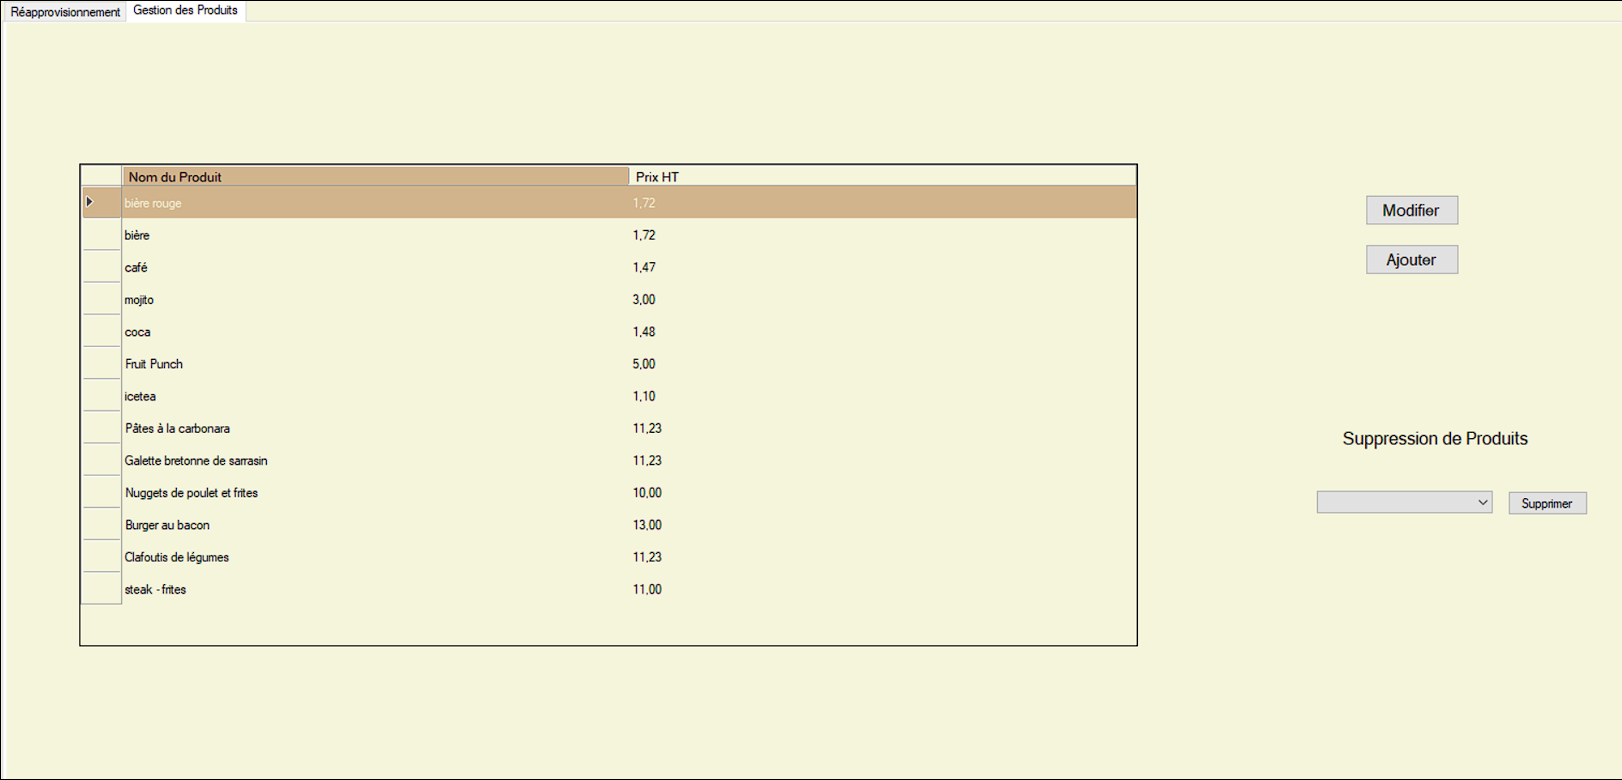 Réapprovisionnement Gestion des Produits
Nom du Produit Prix HT
bière rouge 1,72
bière 1,72
café 1,47
mojito 3,00
coca 1,48
Fruit Punch 5,00
icetea 1,10
Pâtes à la carbonara 11,23
Galette bretonne de sarrasin 11,23
Nuggets de poulet et frites 10,00
Burger au bacon 13,00
Clafoutis de légumes 11,23
steak - frites 11,00
Modifier
Ajouter
Suppression de Produits
Supprimer